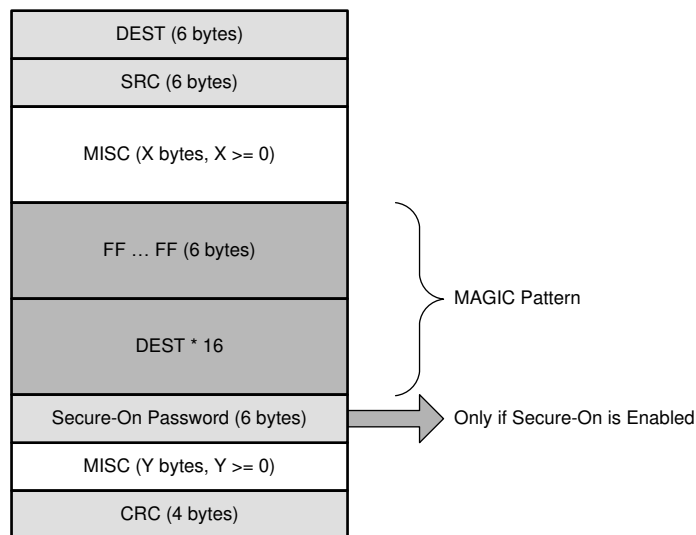 DEST (6 bytes)
SRC (6 bytes)
MISC (X bytes, X >= 0)
FF … FF (6 bytes)
MAGIC Pattern
DEST * 16
Secure-On Password (6 bytes)
Only if Secure-On is Enabled
MISC (Y bytes, Y >= 0)
CRC (4 bytes)